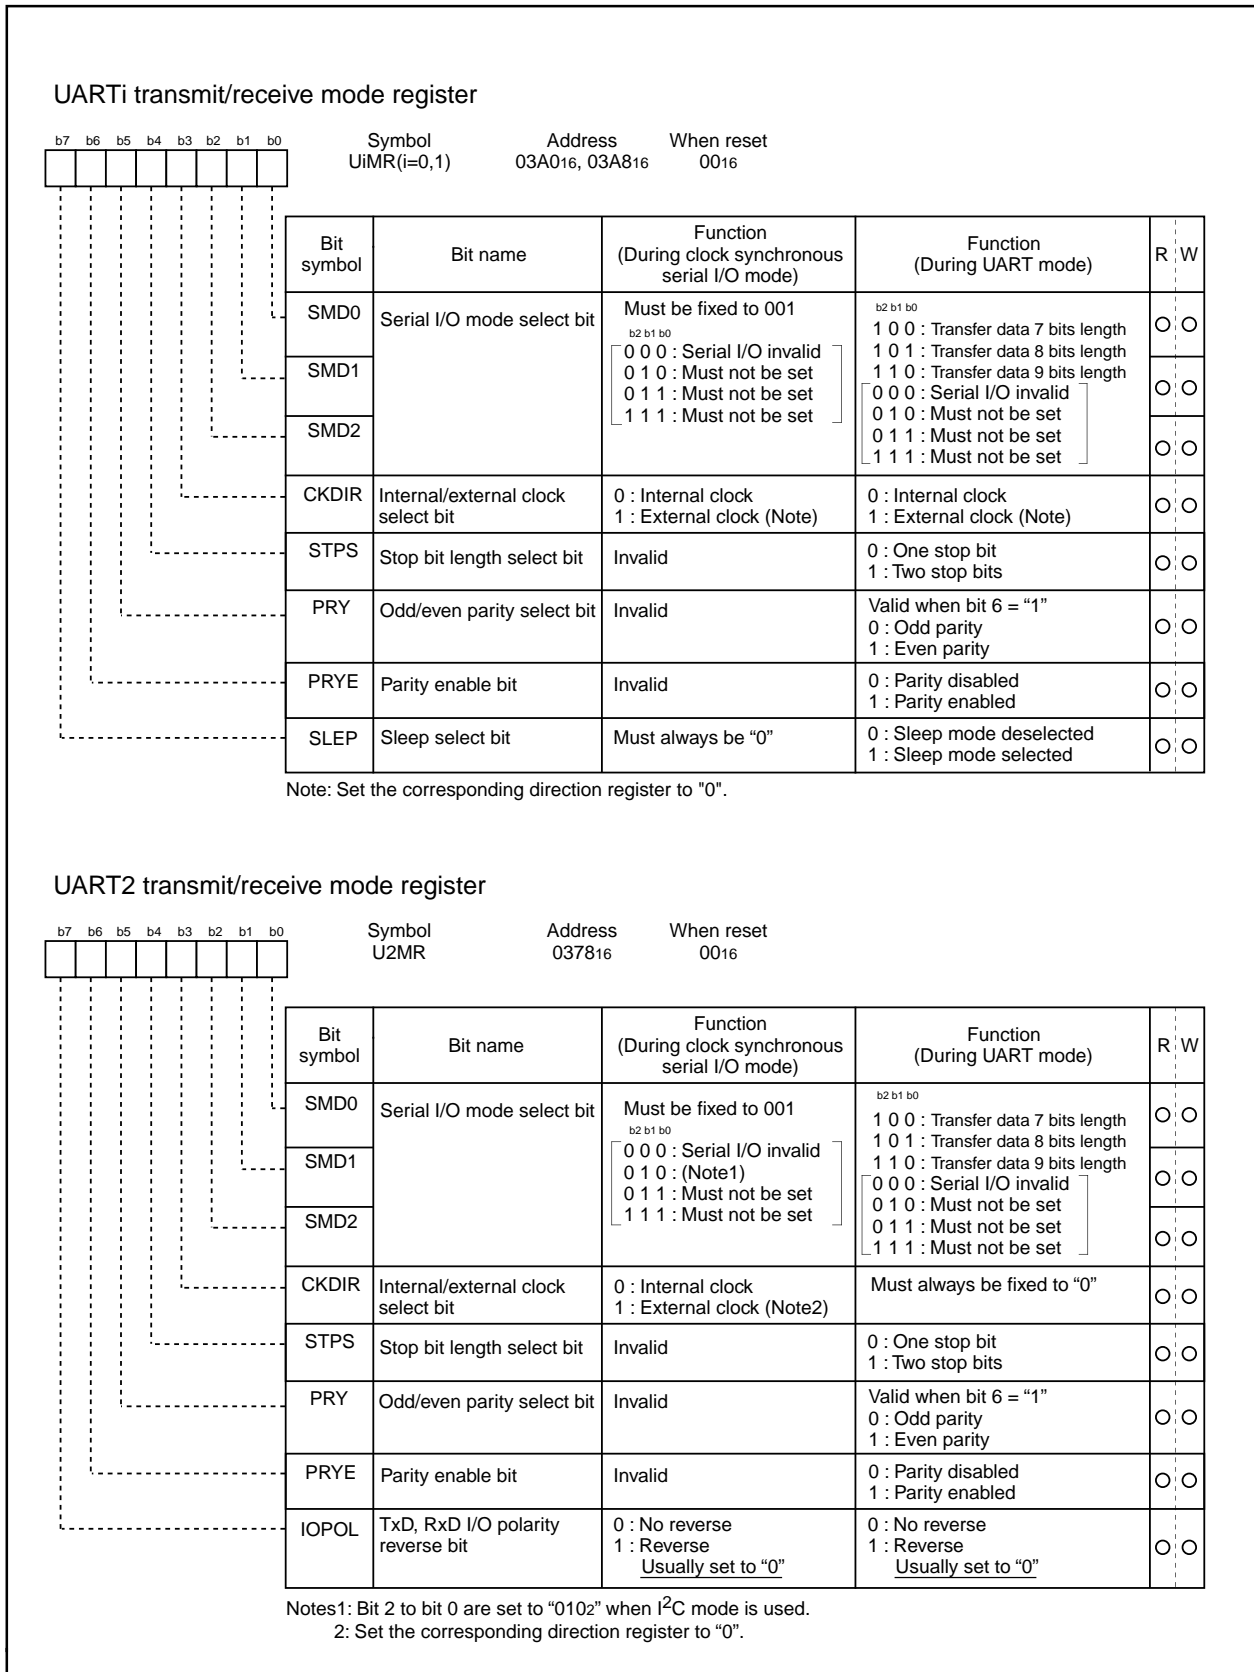 UARTi transmit/receive mode register
b7 b6 b5 b4 b3 b2 b1 b0
Symbol Address When reset
UiMR(i=0,1) 03A016, 03A816 0016
Bit symbol Bit name Function (During clock synchronous serial I/O mode) Function (During UART mode) R W
SMD0
SMD1
SMD2
Serial I/O mode select bit
Must be fixed to 001
b2 b1 b0
0 0 0 : Serial I/O invalid
0 1 0 : Must not be set
0 1 1 : Must not be set
1 1 1 : Must not be set
b2 b1 b0
1 0 0 : Transfer data 7 bits length
1 0 1 : Transfer data 8 bits length
1 1 0 : Transfer data 9 bits length
0 0 0 : Serial I/O invalid
0 1 0 : Must not be set
0 1 1 : Must not be set
1 1 1 : Must not be set
CKDIR
Internal/external clock
select bit
0 : Internal clock
1 : External clock (Note)
0 : Internal clock
1 : External clock (Note)
STPS
Stop bit length select bit
Invalid
0 : One stop bit
1 : Two stop bits
PRY
Odd/even parity select bit
Invalid
Valid when bit 6 = “1”
0 : Odd parity
1 : Even parity
PRYE
Parity enable bit
Invalid
0 : Parity disabled
1 : Parity enabled
SLEP
Sleep select bit
Must always be “0”
0 : Sleep mode deselected
1 : Sleep mode selected
Note: Set the corresponding direction register to "0".
UART2 transmit/receive mode register
b7 b6 b5 b4 b3 b2 b1 b0
Symbol Address When reset
U2MR 037816 0016
Bit symbol Bit name Function (During clock synchronous serial I/O mode) Function (During UART mode) R W
SMD0
SMD1
SMD2
Serial I/O mode select bit
Must be fixed to 001
b2 b1 b0
0 0 0 : Serial I/O invalid
0 1 0 : (Note1)
0 1 1 : Must not be set
1 1 1 : Must not be set
b2 b1 b0
1 0 0 : Transfer data 7 bits length
1 0 1 : Transfer data 8 bits length
1 1 0 : Transfer data 9 bits length
0 0 0 : Serial I/O invalid
0 1 0 : Must not be set
0 1 1 : Must not be set
1 1 1 : Must not be set
CKDIR
Internal/external clock
select bit
0 : Internal clock
1 : External clock (Note2)
Must always be fixed to “0”
STPS
Stop bit length select bit
Invalid
0 : One stop bit
1 : Two stop bits
PRY
Odd/even parity select bit
Invalid
Valid when bit 6 = “1”
0 : Odd parity
1 : Even parity
PRYE
Parity enable bit
Invalid
0 : Parity disabled
1 : Parity enabled
IOPOL
TxD, RxD I/O polarity
reverse bit
0 : No reverse
1 : Reverse
Usually set to “0”
0 : No reverse
1 : Reverse
Usually set to “0”
Notes1: Bit 2 to bit 0 are set to “0102” when I2C mode is used.
2: Set the corresponding direction register to “0”.